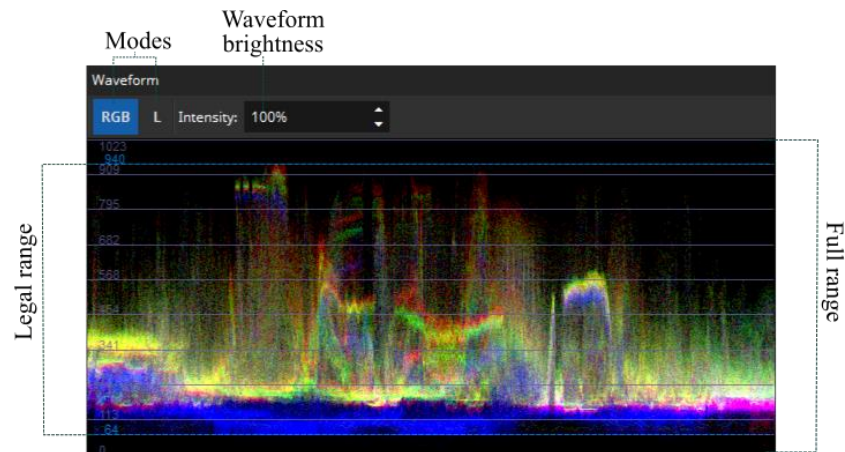 Waveform
Modes
brightness
Waveform
RGB L Intensity: 100%
1023
940
909
795
682
568
454
341
113
64
0
Legal range
Full range